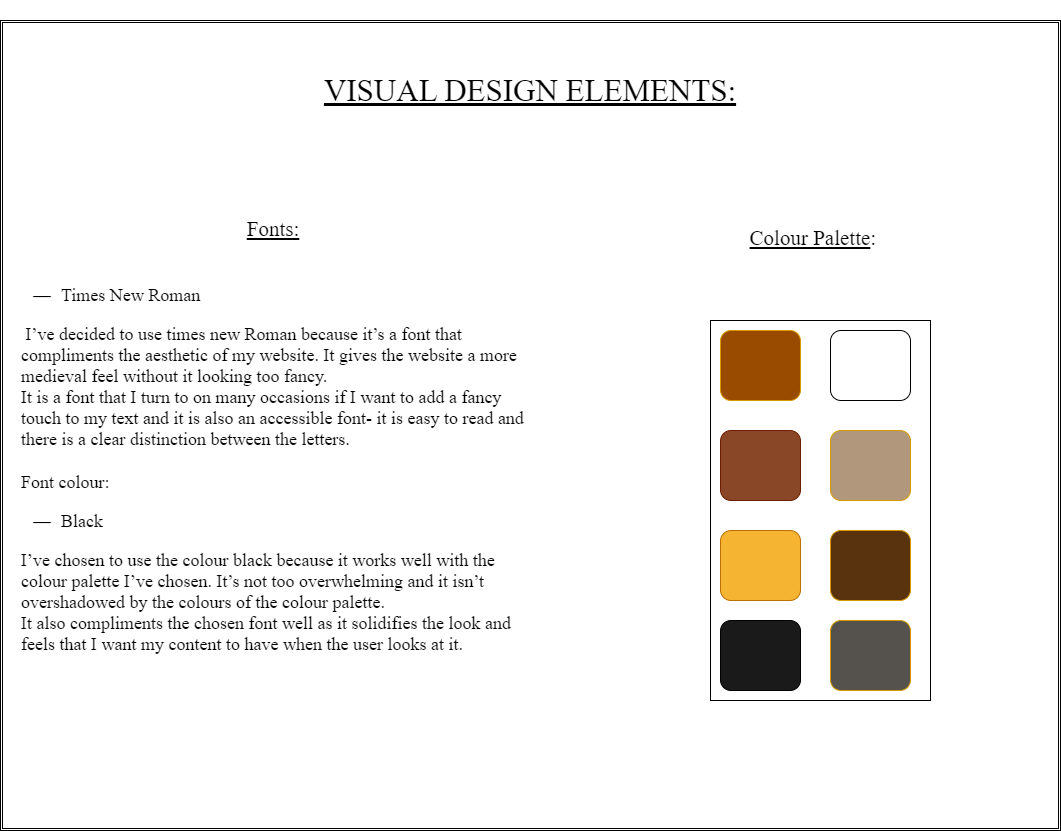 VISUAL DESIGN ELEMENTS:
Fonts:
— Times New Roman
I’ve decided to use times new Roman because it’s a font that
compliments the aesthetic of my website. It gives the website a more
medieval feel without it looking too fancy.
It is a font that I turn to on many occasions if I want to add a fancy
touch to my text and it is also an accessible font- it is easy to read and
there is a clear distinction between the letters.
Font colour:
— Black
I’ve chosen to use the colour black because it works well with the
colour palette I’ve chosen. It’s not too overwhelming and it isn’t
overshadowed by the colours of the colour palette.
It also compliments the chosen font well as it solidifies the look and
feels that I want my content to have when the user looks at it.
Colour Palette: